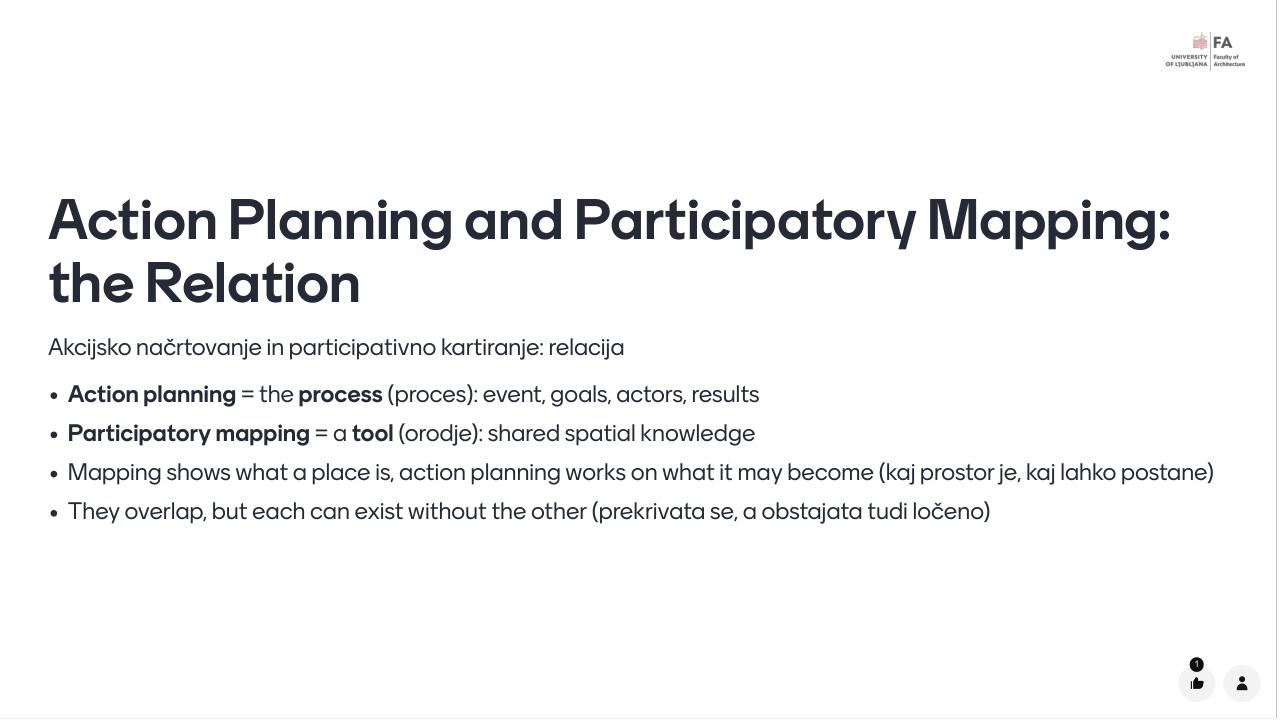 FA
UNIVERSITY
OF LJUBLJANA
Faculty of
Architecture
Action Planning and Participatory Mapping:
the Relation
Akcijsko načrtovanje in participativno kartiranje: relacija
• Action planning = the process (proces): event, goals, actors, results
• Participatory mapping = a tool (orodje): shared spatial knowledge
• Mapping shows what a place is, action planning works on what it may become (kaj prostor je, kaj lahko postane)
• They overlap, but each can exist without the other (prekrivata se, a obstajata tudi ločeno)
1